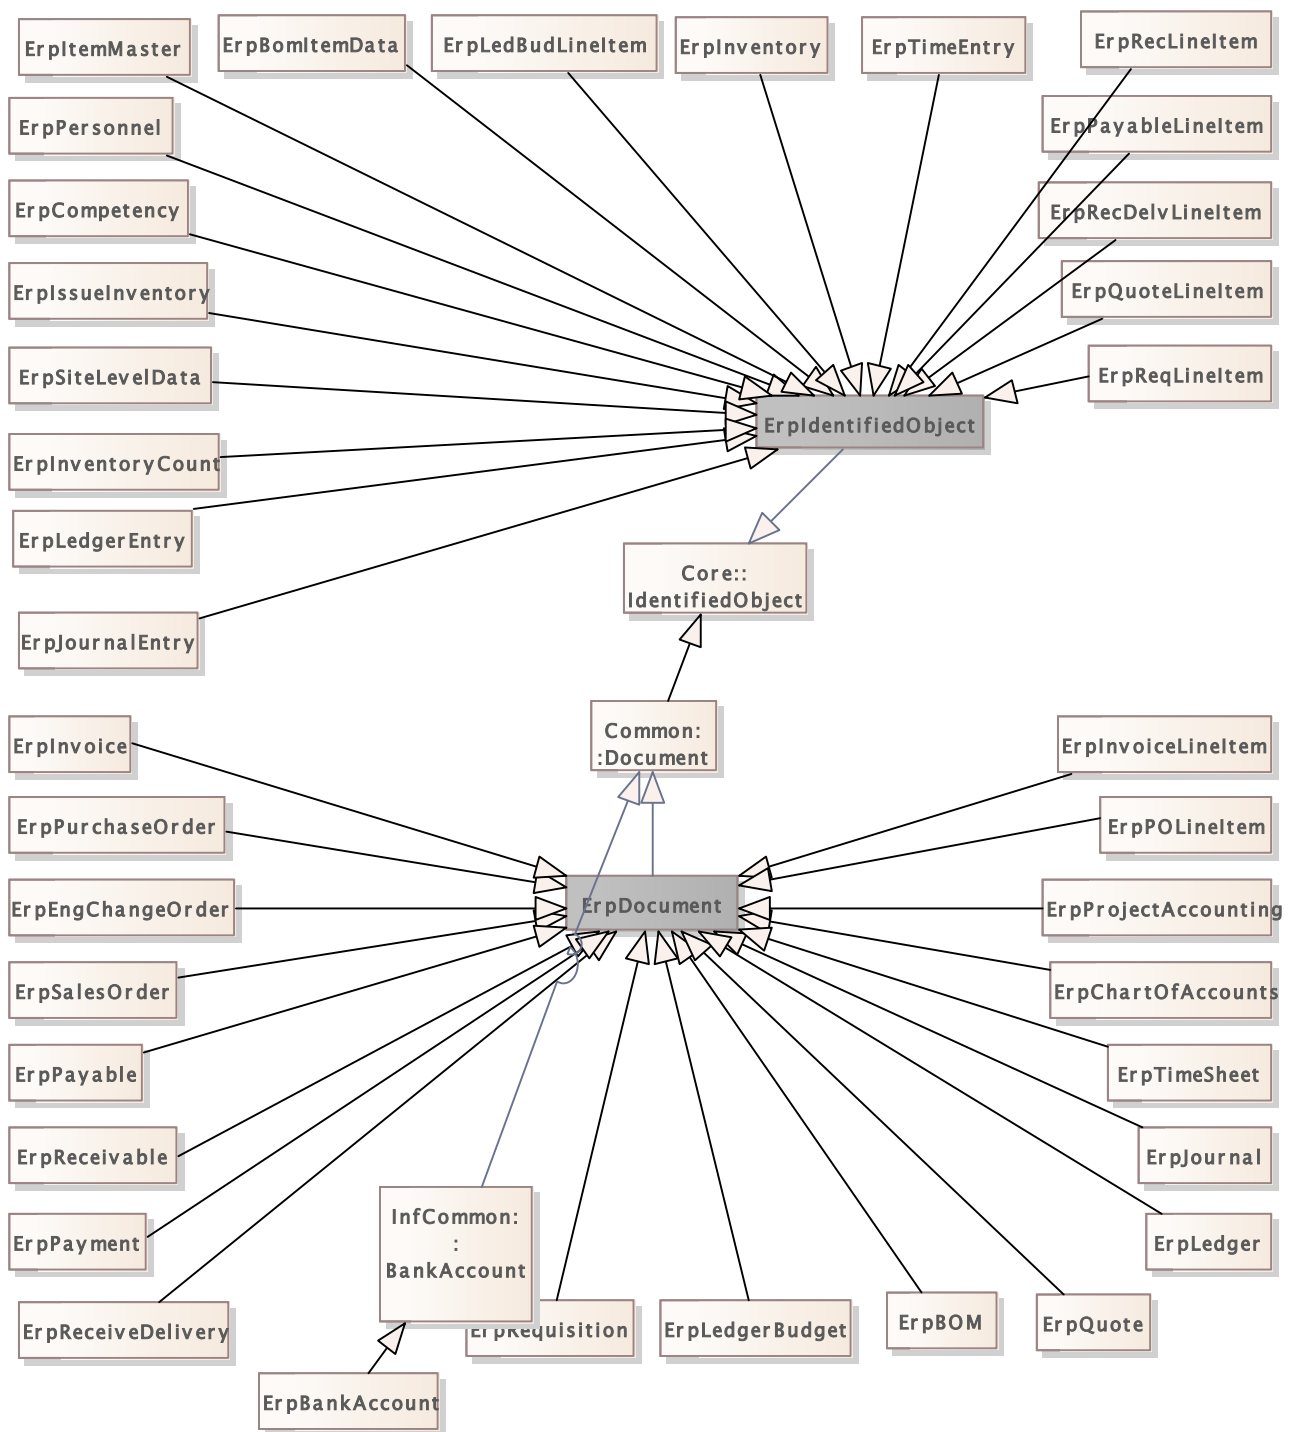 ErpItemMaster
ErpBomItemData
ErpLedBudLineItem
ErpInventory
ErpTimeEntry
ErpRecLineItem
ErpPersonnel
ErpPayableLineItem
ErpCompetency
ErpRecDelvLineItem
ErpIssueInventory
ErpQuoteLineItem
ErpSiteLevelData
ErpReqLineItem
ErpIdentifiedObject
ErpInventoryCount
ErpLedgerEntry
Core::
IdentifiedObject
ErpJournalEntry
Common:
:Document
ErpInvoice
ErpInvoiceLineItem
ErpPurchaseOrder
ErpPOLineItem
ErpEngChangeOrder
ErpDocument
ErpProjectAccounting
ErpSalesOrder
ErpChartOfAccounts
ErpPayable
ErpTimeSheet
ErpReceivable
ErpJournal
ErpPayment
InfCommon:
:
BankAccount
ErpLedger
ErpReceiveDelivery
ErpRequisition
ErpLedgerBudget
ErpBOM
ErpQuote
ErpBankAccount